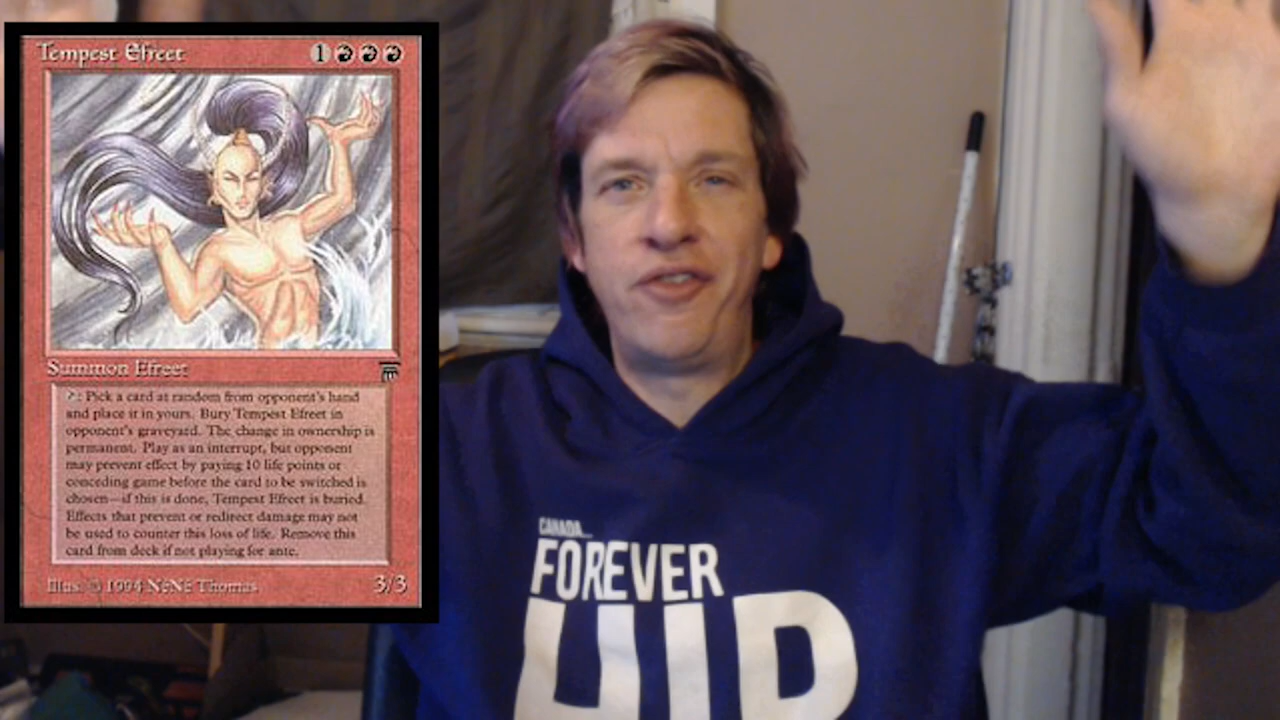 Tempest Efreet 1
Summon Efreet
: Pick a card at random from opponent's hand
and place it in yours. Bury Tempest Efreet in
opponent's graveyard. The change in ownership is
permanent. Play as an interrupt, but opponent
may prevent effect by paying 10 life points or
conceding game before the card to be switched is
chosen—if this is done, Tempest Efreet is buried.
Effects that prevent or redirect damage may not
be used to counter this loss of life. Remove this
card from deck if not playing for ante.
Illus. © 1994 NéNé Thomas 3/3
CANADA...
FOREVER
HIP